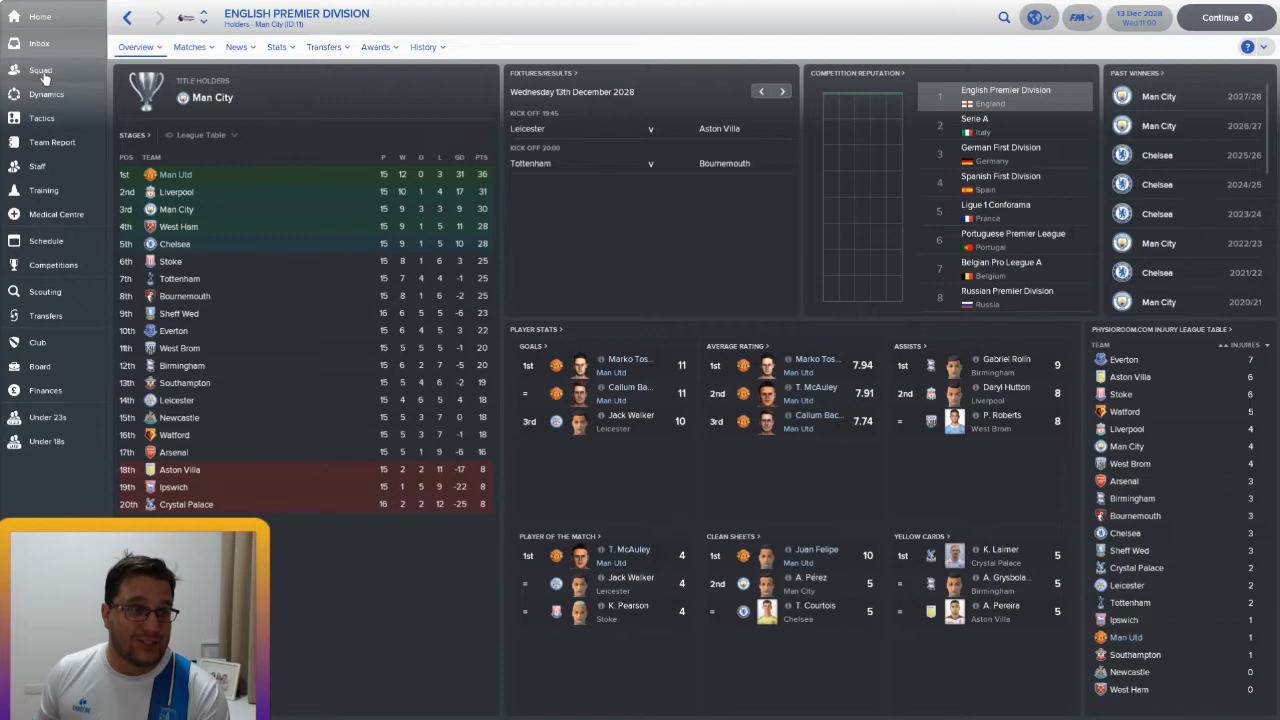 Home
Inbox
Squad
Dynamics
Tactics
Team Report
Staff
Training
Medical Centre
Schedule
Competitions
Scouting
Transfers
Club
Board
Finances
Under 23s
Under 18s
ENGLISH PREMIER DIVISION
Holders - Man City (ID:11)
FM
13 Dec 2028
Wed 11:00
Continue
Overview Matches News Stats Transfers Awards History
?
TITLE HOLDERS
Man City
STAGES > League Table
POS TEAM P W D L GD PTS
1st Man Utd 15 12 0 3 31 36
2nd Liverpool 15 10 1 4 17 31
3rd Man City 15 9 3 3 9 30
4th West Ham 15 9 1 5 11 28
5th Chelsea 15 9 1 5 10 28
6th Stoke 15 8 1 6 3 25
7th Tottenham 15 7 4 4 -1 25
8th Bournemouth 15 8 1 6 -2 25
9th Sheff Wed 16 6 5 5 -6 23
10th Everton 15 6 4 5 3 22
11th West Brom 15 5 5 5 -1 20
12th Birmingham 15 6 2 7 -5 20
13th Southampton 15 5 4 6 -2 19
14th Leicester 15 4 6 5 4 18
15th Newcastle 15 5 3 7 0 18
16th Watford 15 5 3 7 -1 18
17th Arsenal 15 5 1 9 -6 16
18th Aston Villa 15 2 2 11 -17 8
19th Ipswich 15 1 5 9 -22 8
20th Crystal Palace 16 2 2 12 -25 8
FIXTURES/RESULTS >
Wednesday 13th December 2028
KICK OFF 19:45
Leicester v Aston Villa
KICK OFF 20:00
Tottenham v Bournemouth
COMPETITION REPUTATION >
1 English Premier Division
England
2 Serie A
Italy
3 German First Division
Germany
4 Spanish First Division
Spain
5 Ligue 1 Conforama
France
6 Portuguese Premier League
Portugal
7 Belgian Pro League A
Belgium
8 Russian Premier Division
Russia
PAST WINNERS >
Man City 2027/28
Man City 2026/27
Chelsea 2025/26
Chelsea 2024/25
Chelsea 2023/24
Man City 2022/23
Chelsea 2021/22
Man City 2020/21
PLAYER STATS >
GOALS >
1st Marko Tos... 11
Man Utd
= Callum Ba... 11
Man Utd
3rd Jack Walker 10
Leicester
AVERAGE RATING >
1st Marko Tos... 7.94
Man Utd
2nd T. McAuley 7.91
Man Utd
3rd Callum Bac... 7.74
Man Utd
ASSISTS >
1st Gabriel Rolín 9
Birmingham
2nd Daryl Hutton 8
Liverpool
= P. Roberts 8
West Brom
PLAYER OF THE MATCH >
1st T. McAuley 4
Man Utd
= Jack Walker 4
Leicester
= K. Pearson 4
Stoke
CLEAN SHEETS >
1st Juan Felipe 10
Man Utd
2nd A. Pérez 5
Man City
= T. Courtois 5
Chelsea
YELLOW CARDS >
1st K. Laimer 5
Crystal Palace
= A. Grysbola... 5
Birmingham
= A. Pereira 5
Aston Villa
PHYSIOROOM.COM INJURY LEAGUE TABLE >
TEAM INJURIES
Everton 7
Aston Villa 6
Stoke 6
Watford 5
Liverpool 4
Man City 4
West Brom 4
Arsenal 3
Birmingham 3
Bournemouth 3
Chelsea 3
Sheff Wed 3
Crystal Palace 2
Leicester 2
Tottenham 2
Ipswich 1
Man Utd 1
Southampton 1
Newcastle 0
West Ham 0